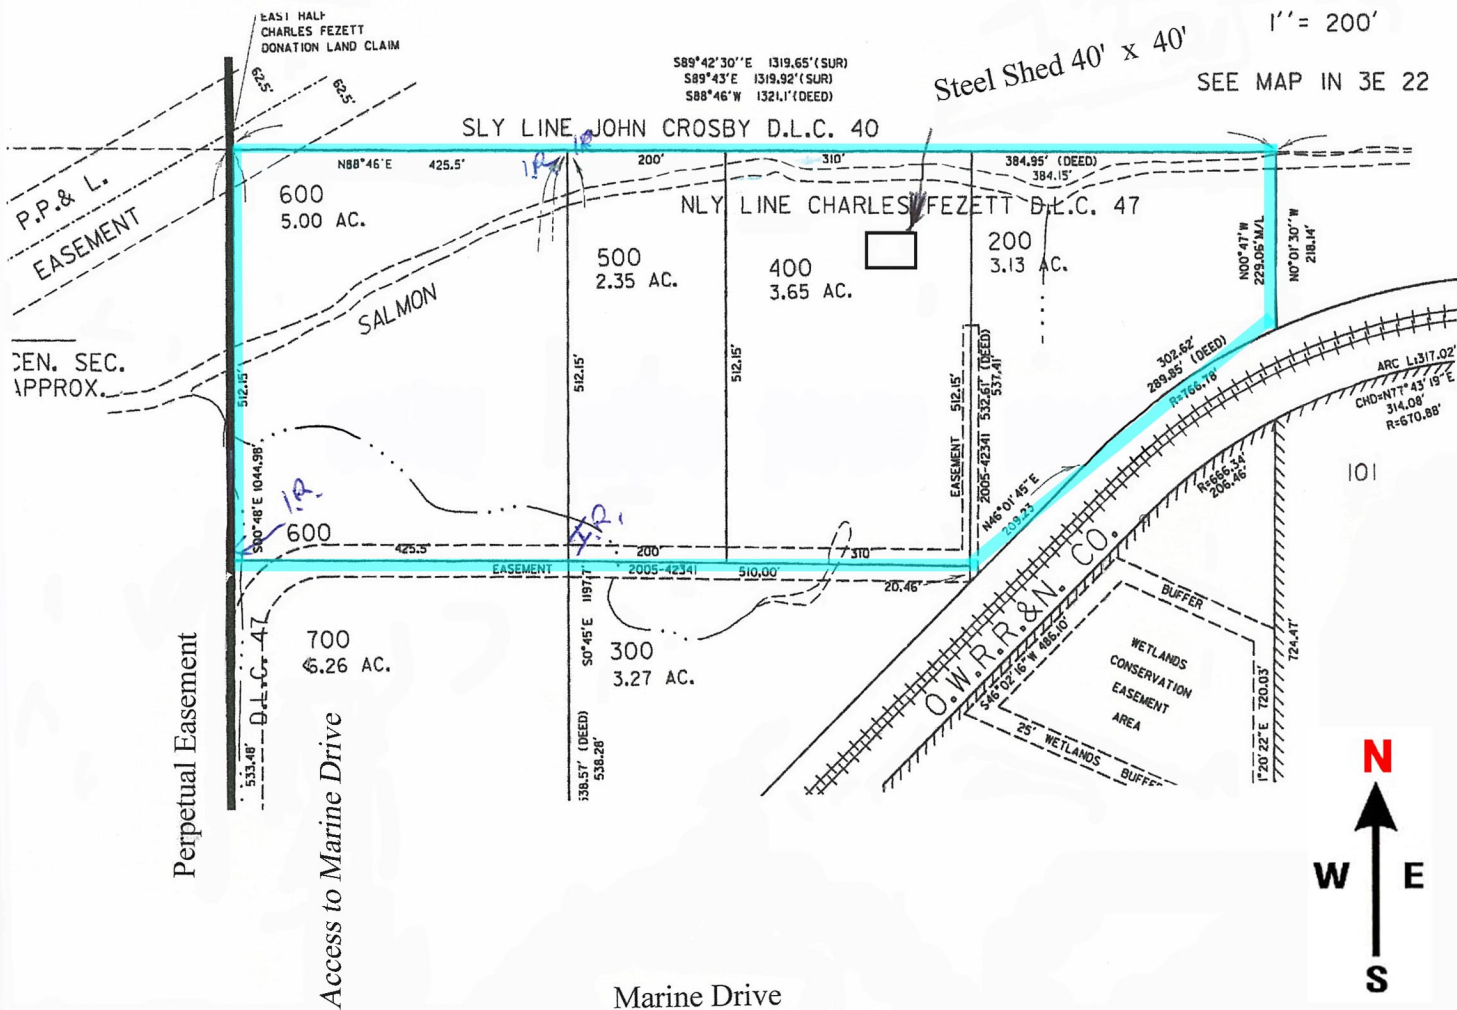 EAST HALF
CHARLES FEZETT
DONATION LAND CLAIM
1'' = 200'
SEE MAP IN 3E 22
Steel Shed 40' x 40'
S89°42'30''E 1319.65'(SUR)
S89°43'E 1319.92'(SUR)
S88°46'W 1321.1'(DEED)
62.5'
62.5'
SLY LINE JOHN CROSBY D.L.C. 40
I.R.
I.R.
N88°46'E 425.5'
200'
310'
384.95' (DEED)
384.15'
P.P.& L.
EASEMENT
600
5.00 AC.
NLY LINE CHARLES FEZETT D.L.C. 47
500
2.35 AC.
400
3.65 AC.
200
3.13 AC.
N00°47'W
229.06'M/L
N0°01'30''W
218.14'
SALMON
CEN. SEC.
APPROX.
512.15'
512.15'
512.15'
EASEMENT 512.15'
2005-42341 532.61' (DEED)
537.41'
302.62'
289.85' (DEED)
R=766.78'
ARC L:317.02'
CHD=N77°43'19''E
314.08'
R=670.88'
101
S00°48'E 1044.98'
I.R.
I.R.
N46°01'45''E
209.23
R=666.34'
206.46'
600
425.5'
200'
310'
EASEMENT 2005-42341 510.00'
20.46'
O.W.R.R.&N. CO.
S46°02'16''W 486.10'
BUFFER
WETLANDS
CONSERVATION
EASEMENT
AREA
25' WETLANDS BUFFER
1°20'22''E 720.03'
724.47'
700
6.26 AC.
300
3.27 AC.
S0°45'E 1197.7'
538.57' (DEED)
538.28'
533.48'
D.L.C. 47
Perpetual Easement
Access to Marine Drive
Marine Drive
N
W E
S